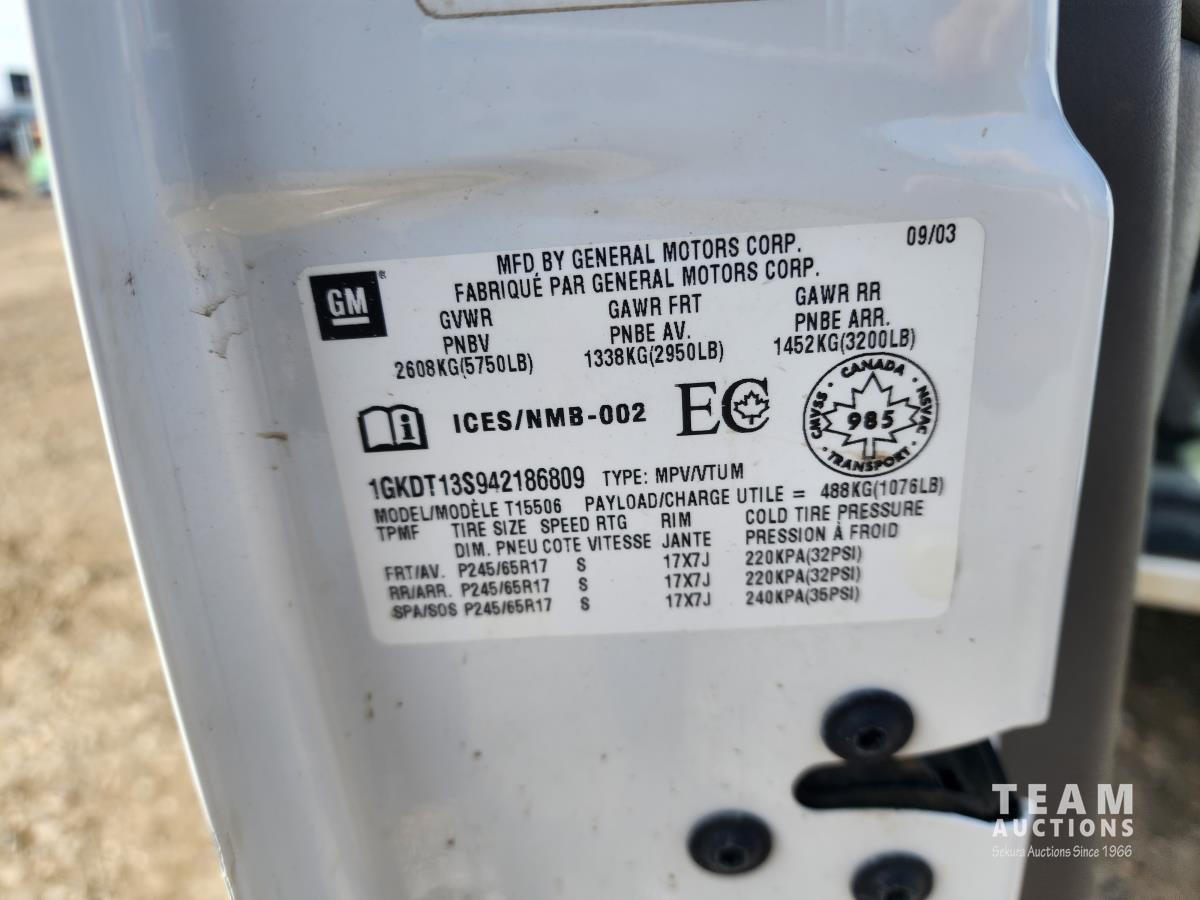 MFD BY GENERAL MOTORS CORP. 09/03
FABRIQUÉ PAR GENERAL MOTORS CORP.
GM ®
GVWR GAWR FRT GAWR RR
PNBV PNBE AV. PNBE ARR.
2608KG(5750LB) 1338KG(2950LB) 1452KG(3200LB)
ICES/NMB-002 EC
CANADA
CMVSS 985 NSVAC
TRANSPORT
1GKDT13S942186809 TYPE: MPV/VTUM
MODEL/MODÈLE T15506 PAYLOAD/CHARGE UTILE = 488KG(1076LB)
TPMF TIRE SIZE SPEED RTG RIM COLD TIRE PRESSURE
DIM. PNEU COTE VITESSE JANTE PRESSION À FROID
FRT/AV. P245/65R17 S 17X7J 220KPA(32PSI)
RR/ARR. P245/65R17 S 17X7J 220KPA(32PSI)
SPA/SOS P245/65R17 S 17X7J 240KPA(35PSI)
TEAM
AUCTIONS
Sekura Auctions Since 1966